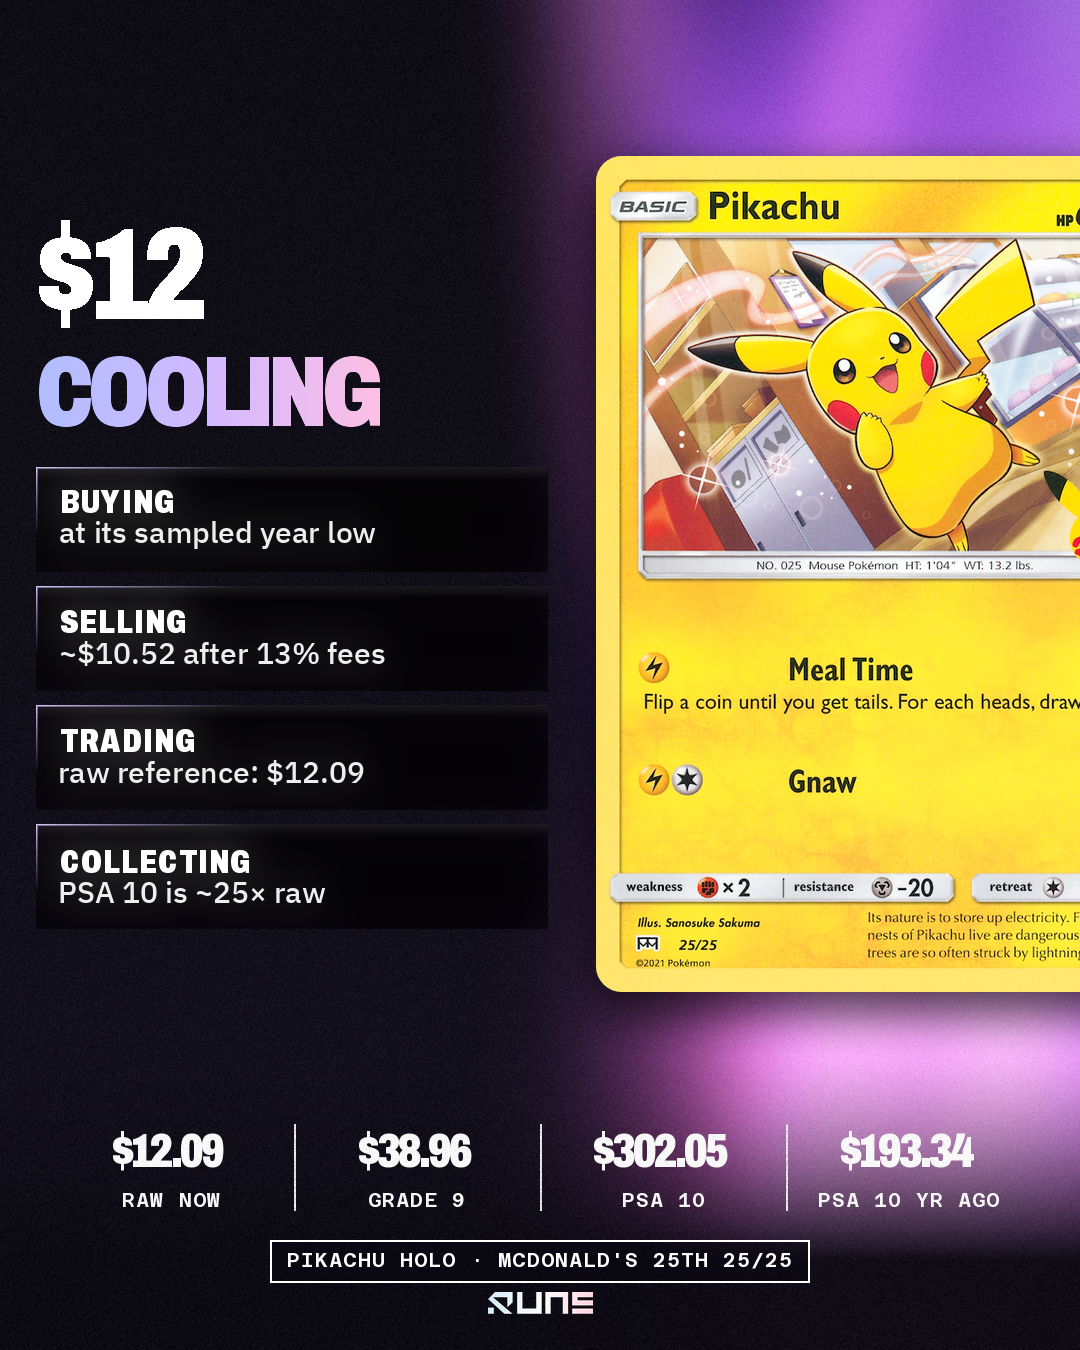 $12
COOLING
BUYING
at its sampled year low
SELLING
~$10.52 after 13% fees
TRADING
raw reference: $12.09
COLLECTING
PSA 10 is ~25× raw
BASIC Pikachu
HP
NO. 025 Mouse Pokémon HT: 1'04" WT: 13.2 lbs.
Meal Time
Flip a coin until you get tails. For each heads, draw
Gnaw
weakness ×2 resistance -20 retreat
Illus. Sanosuke Sakuma
25/25
©2021 Pokémon
Its nature is to store up electricity. F
nests of Pikachu live are dangerous
trees are so often struck by lightning
$12.09 $38.96 $302.05 $193.34
RAW NOW GRADE 9 PSA 10 PSA 10 YR AGO
PIKACHU HOLO · MCDONALD'S 25TH 25/25
RUNE